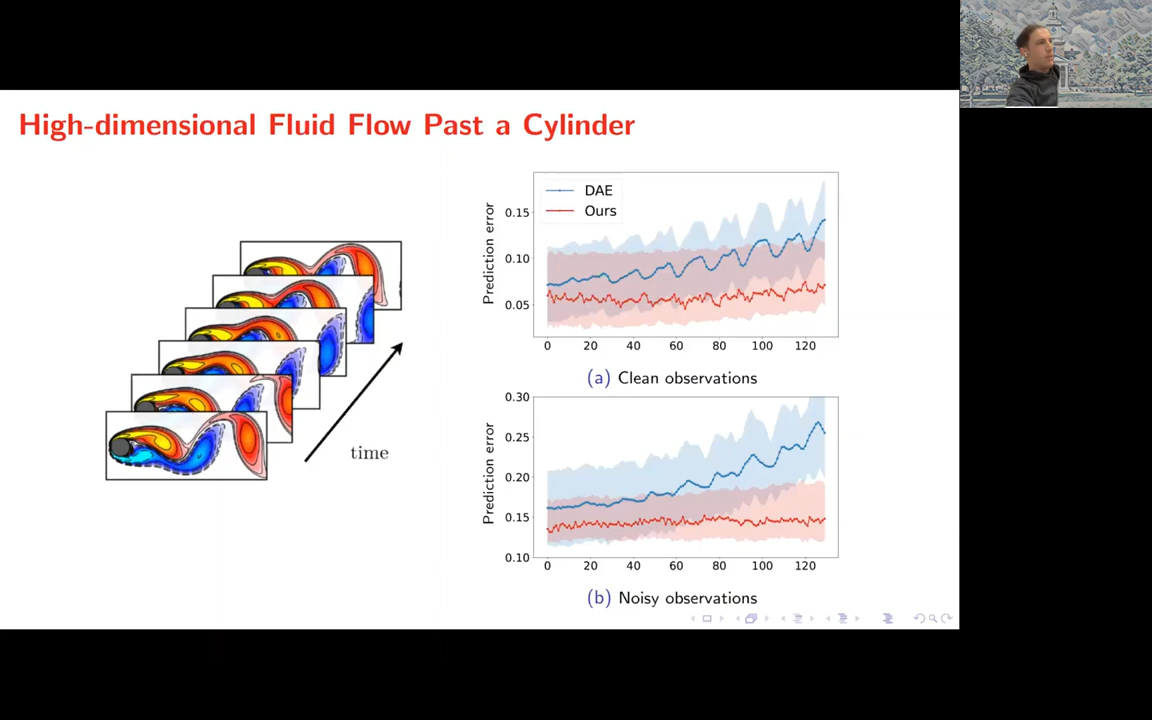 High-dimensional Fluid Flow Past a Cylinder
time
Prediction error
0.15
0.10
0.05
DAE
Ours
0 20 40 60 80 100 120
(a) Clean observations
Prediction error
0.30
0.25
0.20
0.15
0.10
0 20 40 60 80 100 120
(b) Noisy observations